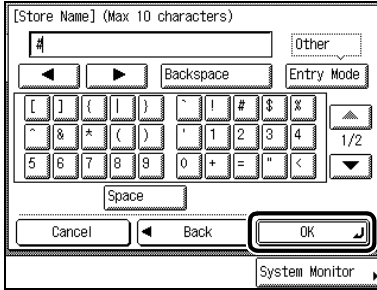 [Store Name] (Max 10 characters)
#
Other
◀ ▶ Backspace Entry Mode
[ ] { | } ` ! # $ %
^ & * ( ) ' 1 2 3 4
1/2
5 6 7 8 9 0 + = " <
Space
Cancel ◀ Back OK
System Monitor